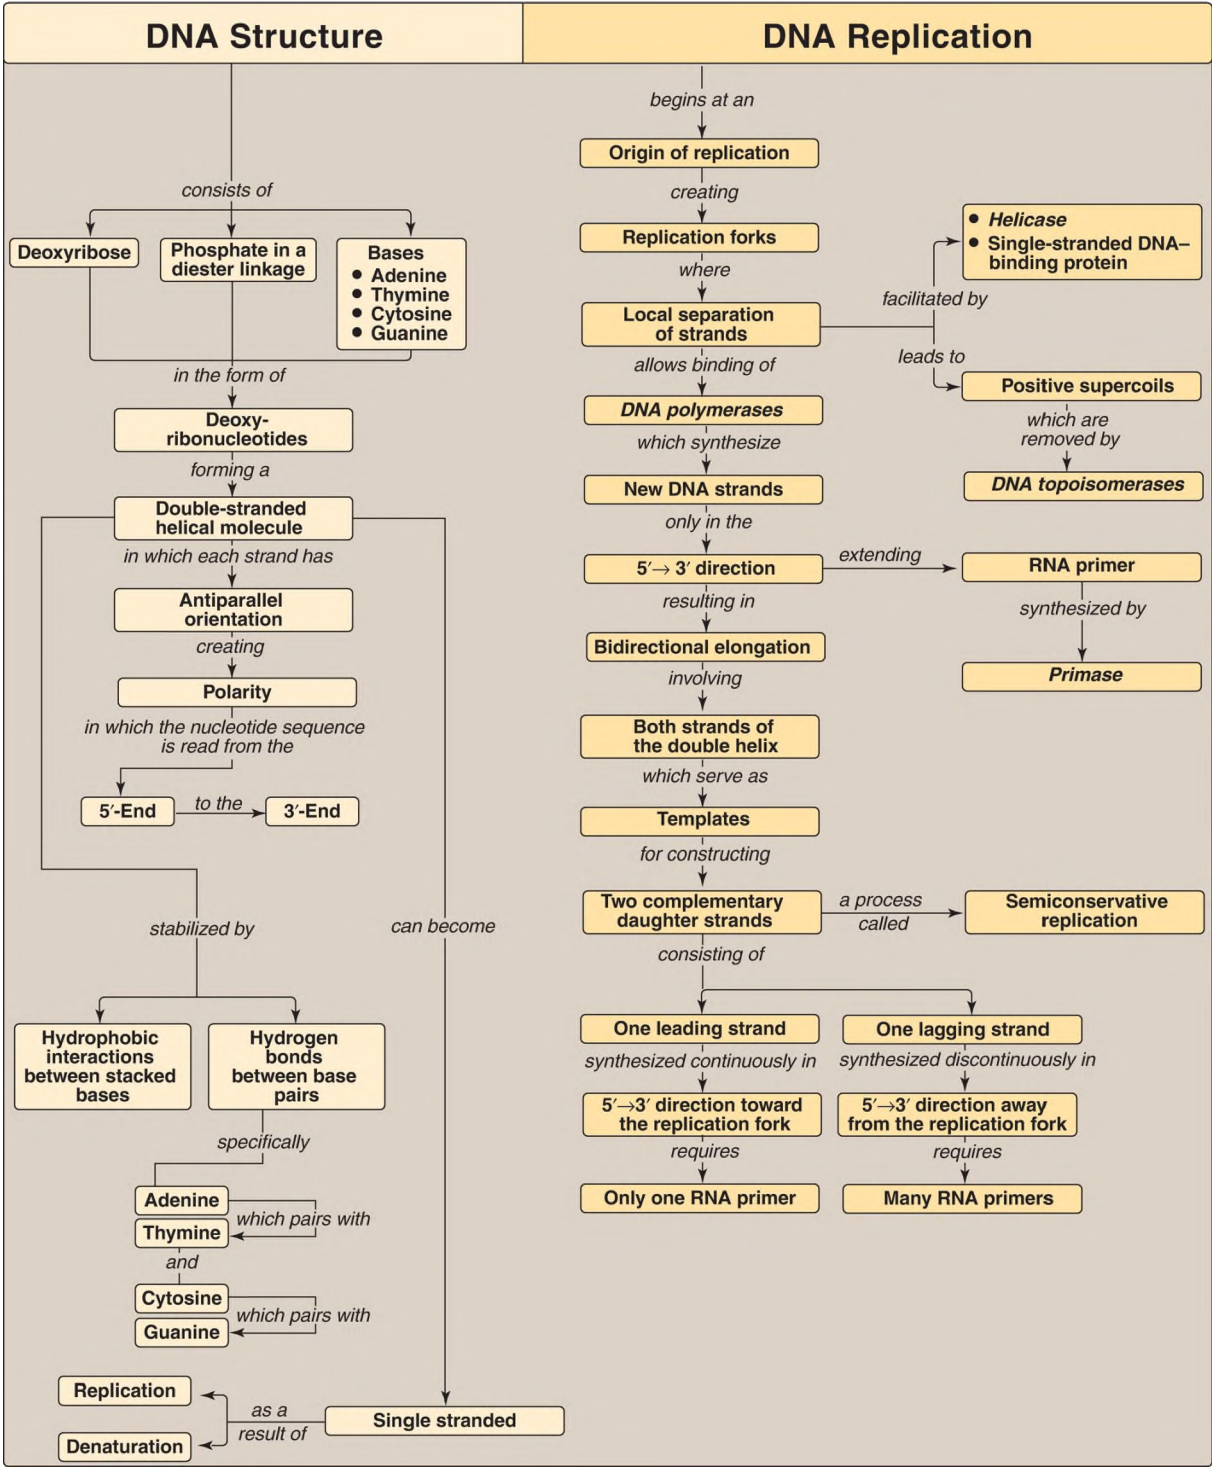 DNA Structure
consists of
Deoxyribose
Phosphate in a
diester linkage
Bases
● Adenine
● Thymine
● Cytosine
● Guanine
in the form of
Deoxy-
ribonucleotides
forming a
Double-stranded
helical molecule
in which each strand has
Antiparallel
orientation
creating
Polarity
in which the nucleotide sequence
is read from the
5′-End
to the
3′-End
stabilized by
can become
Hydrophobic
interactions
between stacked
bases
Hydrogen
bonds
between base
pairs
specifically
Adenine
which pairs with
Thymine
and
Cytosine
which pairs with
Guanine
Replication
Denaturation
as a
result of
Single stranded
DNA Replication
begins at an
Origin of replication
creating
Replication forks
where
Local separation
of strands
facilitated by
● Helicase
● Single-stranded DNA–
binding protein
leads to
Positive supercoils
which are
removed by
DNA topoisomerases
allows binding of
DNA polymerases
which synthesize
New DNA strands
only in the
5′→ 3′ direction
extending
RNA primer
synthesized by
Primase
resulting in
Bidirectional elongation
involving
Both strands of
the double helix
which serve as
Templates
for constructing
Two complementary
daughter strands
a process
called
Semiconservative
replication
consisting of
One leading strand
synthesized continuously in
5′→3′ direction toward
the replication fork
requires
Only one RNA primer
One lagging strand
synthesized discontinuously in
5′→3′ direction away
from the replication fork
requires
Many RNA primers